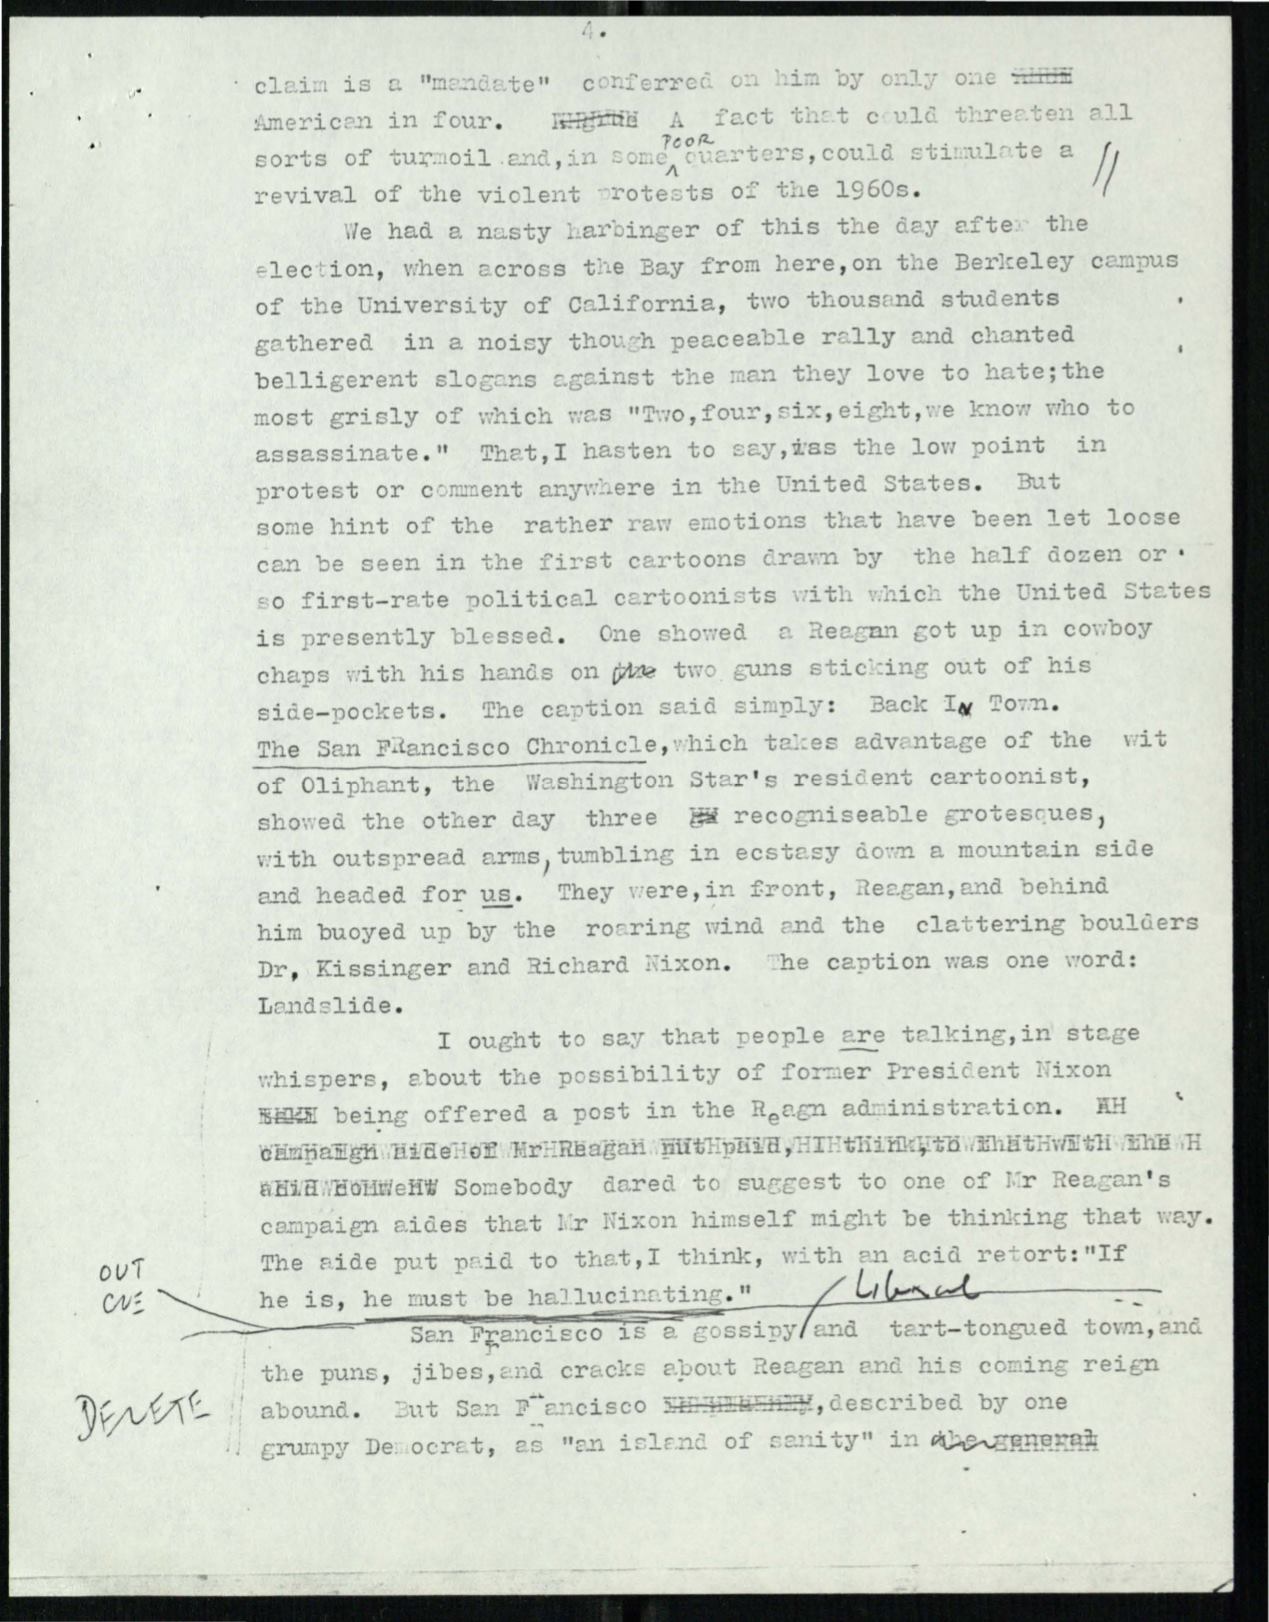 4.
claim is a "mandate" conferred on him by only one
American in four. A fact that could threaten all
POOR
sorts of turmoil and,in some quarters,could stimulate a //
revival of the violent protests of the 1960s.
We had a nasty harbinger of this the day after the
election, when across the Bay from here,on the Berkeley campus
of the University of California, two thousand students
gathered in a noisy though peaceable rally and chanted
belligerent slogans against the man they love to hate;the
most grisly of which was "Two,four,six,eight,we know who to
assassinate." That,I hasten to say,was the low point in
protest or comment anywhere in the United States. But
some hint of the rather raw emotions that have been let loose
can be seen in the first cartoons drawn by the half dozen or
so first-rate political cartoonists with which the United States
is presently blessed. One showed a Reagan got up in cowboy
chaps with his hands on the two guns sticking out of his
side-pockets. The caption said simply: Back In Town.
The San FRancisco Chronicle,which takes advantage of the wit
of Oliphant, the Washington Star's resident cartoonist,
showed the other day three recogniseable grotesques,
with outspread arms,tumbling in ecstasy down a mountain side
and headed for us. They were,in front, Reagan,and behind
him buoyed up by the roaring wind and the clattering boulders
Dr. Kissinger and Richard Nixon. The caption was one word:
Landslide.
I ought to say that people are talking,in stage
whispers, about the possibility of former President Nixon
being offered a post in the Reagn administration.
campaign aide of Mr Reagan put paid, I think, to that with the
Somebody dared to suggest to one of Mr Reagan's
campaign aides that Mr Nixon himself might be thinking that way.
The aide put paid to that,I think, with an acid retort:"If
OUT
CUE
he is, he must be hallucinating."
Liberal
San Francisco is a gossipy and tart-tongued town,and
the puns, jibes,and cracks about Reagan and his coming reign
DELETE
abound. But San Francisco ,described by one
grumpy Democrat, as "an island of sanity" in the general